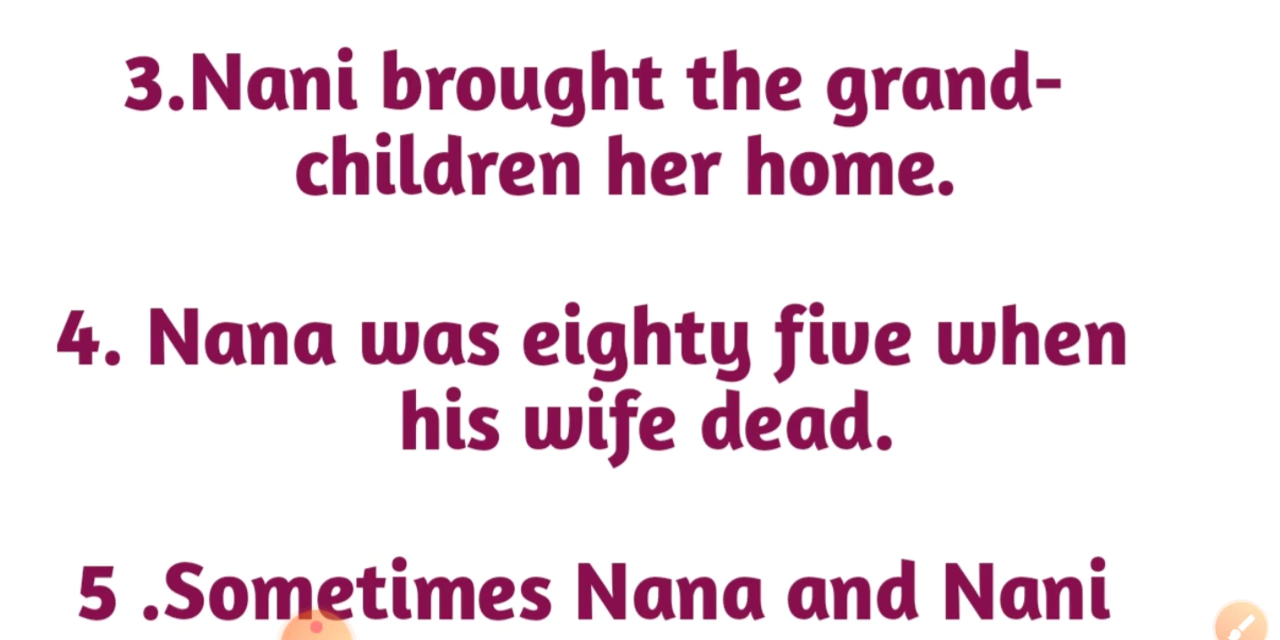 3.Nani brought the grand-
children her home.
4. Nana was eighty five when
his wife dead.
5 .Sometimes Nana and Nani